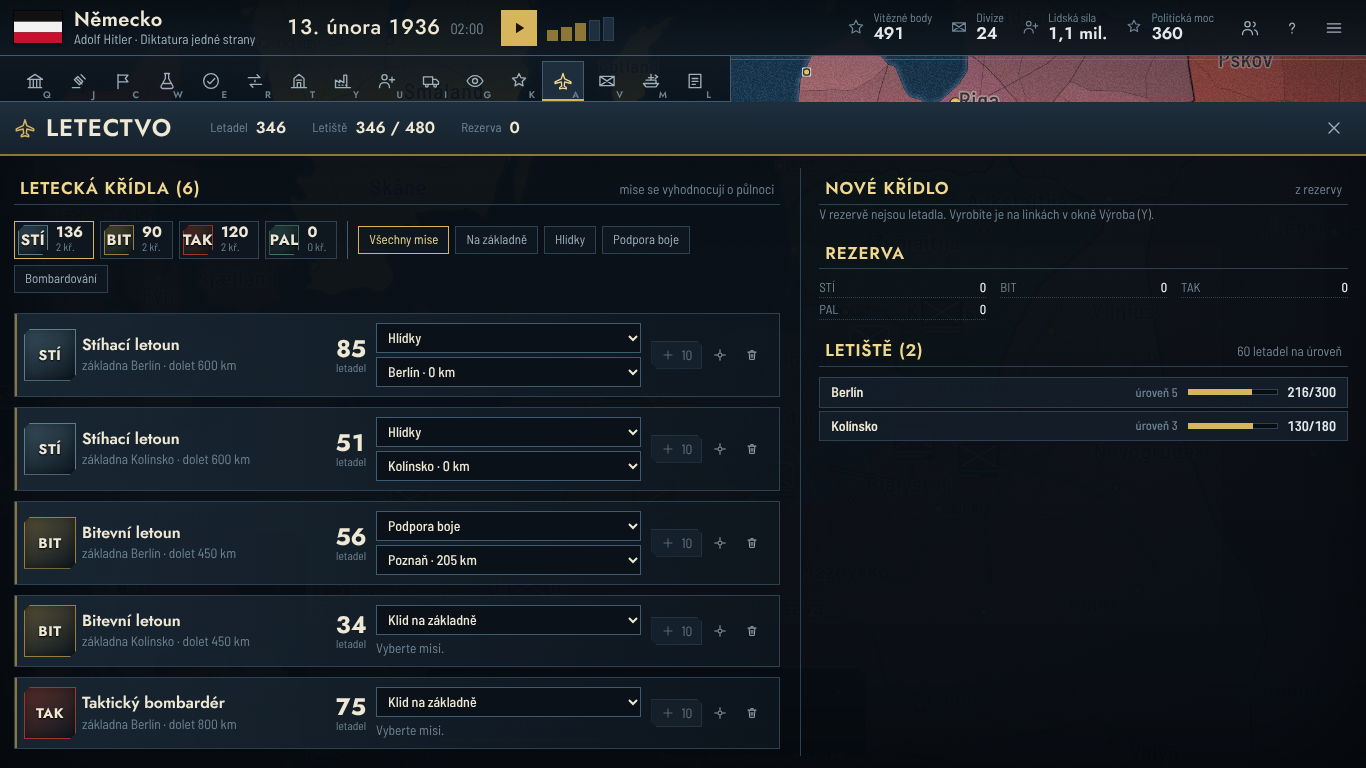 Německo
Adolf Hitler · Diktatura jedné strany
13. února 1936 02:00
Vítězné body 491
Divize 24
Lidská síla 1,1 mil.
Politická moc 360
?
Q J C W E R T Y U I G K A V M L
Pskov
Riga
LETECTVO
Letadel 346
Letiště 346 / 480
Rezerva 0
LETECKÁ KŘÍDLA (6)
mise se vyhodnocují o půlnoci
STÍ 136 2 kř.
BIT 90 2 kř.
TAK 120 2 kř.
PAL 0 0 kř.
Všechny mise
Na základně
Hlídky
Podpora boje
Bombardování
STÍ
Stíhací letoun
základna Berlín · dolet 600 km
85
letadel
Hlídky
Berlín · 0 km
+ 10
STÍ
Stíhací letoun
základna Kolínsko · dolet 600 km
51
letadel
Hlídky
Kolínsko · 0 km
+ 10
BIT
Bitevní letoun
základna Berlín · dolet 450 km
56
letadel
Podpora boje
Poznaň · 205 km
+ 10
BIT
Bitevní letoun
základna Kolínsko · dolet 450 km
34
letadel
Klid na základně
Vyberte misi.
+ 10
TAK
Taktický bombardér
základna Berlín · dolet 800 km
75
letadel
Klid na základně
Vyberte misi.
+ 10
NOVÉ KŘÍDLO
z rezervy
V rezervě nejsou letadla. Vyrobíte je na linkách v okně Výroba (Y).
REZERVA
STÍ 0
BIT 0
TAK 0
PAL 0
LETIŠTĚ (2)
60 letadel na úroveň
Berlín úroveň 5 216/300
Kolínsko úroveň 3 130/180